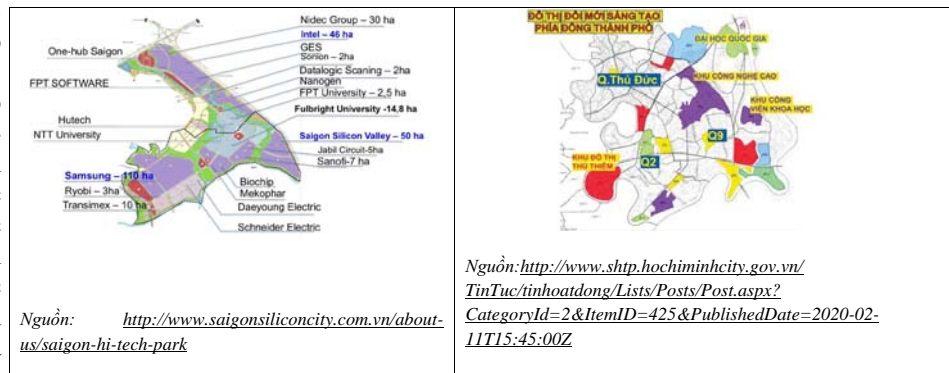 Nidec Group – 30 ha
Intel – 46 ha
GES
Sonion – 2ha
Datalogic Scaning – 2ha
Nanogen
FPT University – 2,5 ha
Fulbright University -14,8 ha
Saigon Silicon Valley – 50 ha
Jabil Circuit-5ha
Sanofi-7 ha
One-hub Saigon
FPT SOFTWARE
Hutech
NTT University
Samsung – 110 ha
Ryobi – 3ha
Transimex – 10 ha
Biochip
Mekophar
Daeyoung Electric
Schneider Electric
Nguồn: http://www.saigonsiliconcity.com.vn/about-
us/saigon-hi-tech-park
ĐÔ THỊ ĐỔI MỚI SÁNG TẠO
PHÍA ĐÔNG THÀNH PHỐ
ĐẠI HỌC QUỐC GIA
Q.Thủ Đức
KHU CÔNG NGHỆ CAO
KHU CÔNG
VIÊN KHOA HỌC
Q9
Q2
KHU ĐÔ THỊ
THỦ THIÊM
Nguồn:http://www.shtp.hochiminhcity.gov.vn/
TinTuc/tinhoatdong/Lists/Posts/Post.aspx?
CategoryId=2&ItemID=425&PublishedDate=2020-02-
11T15:45:00Z